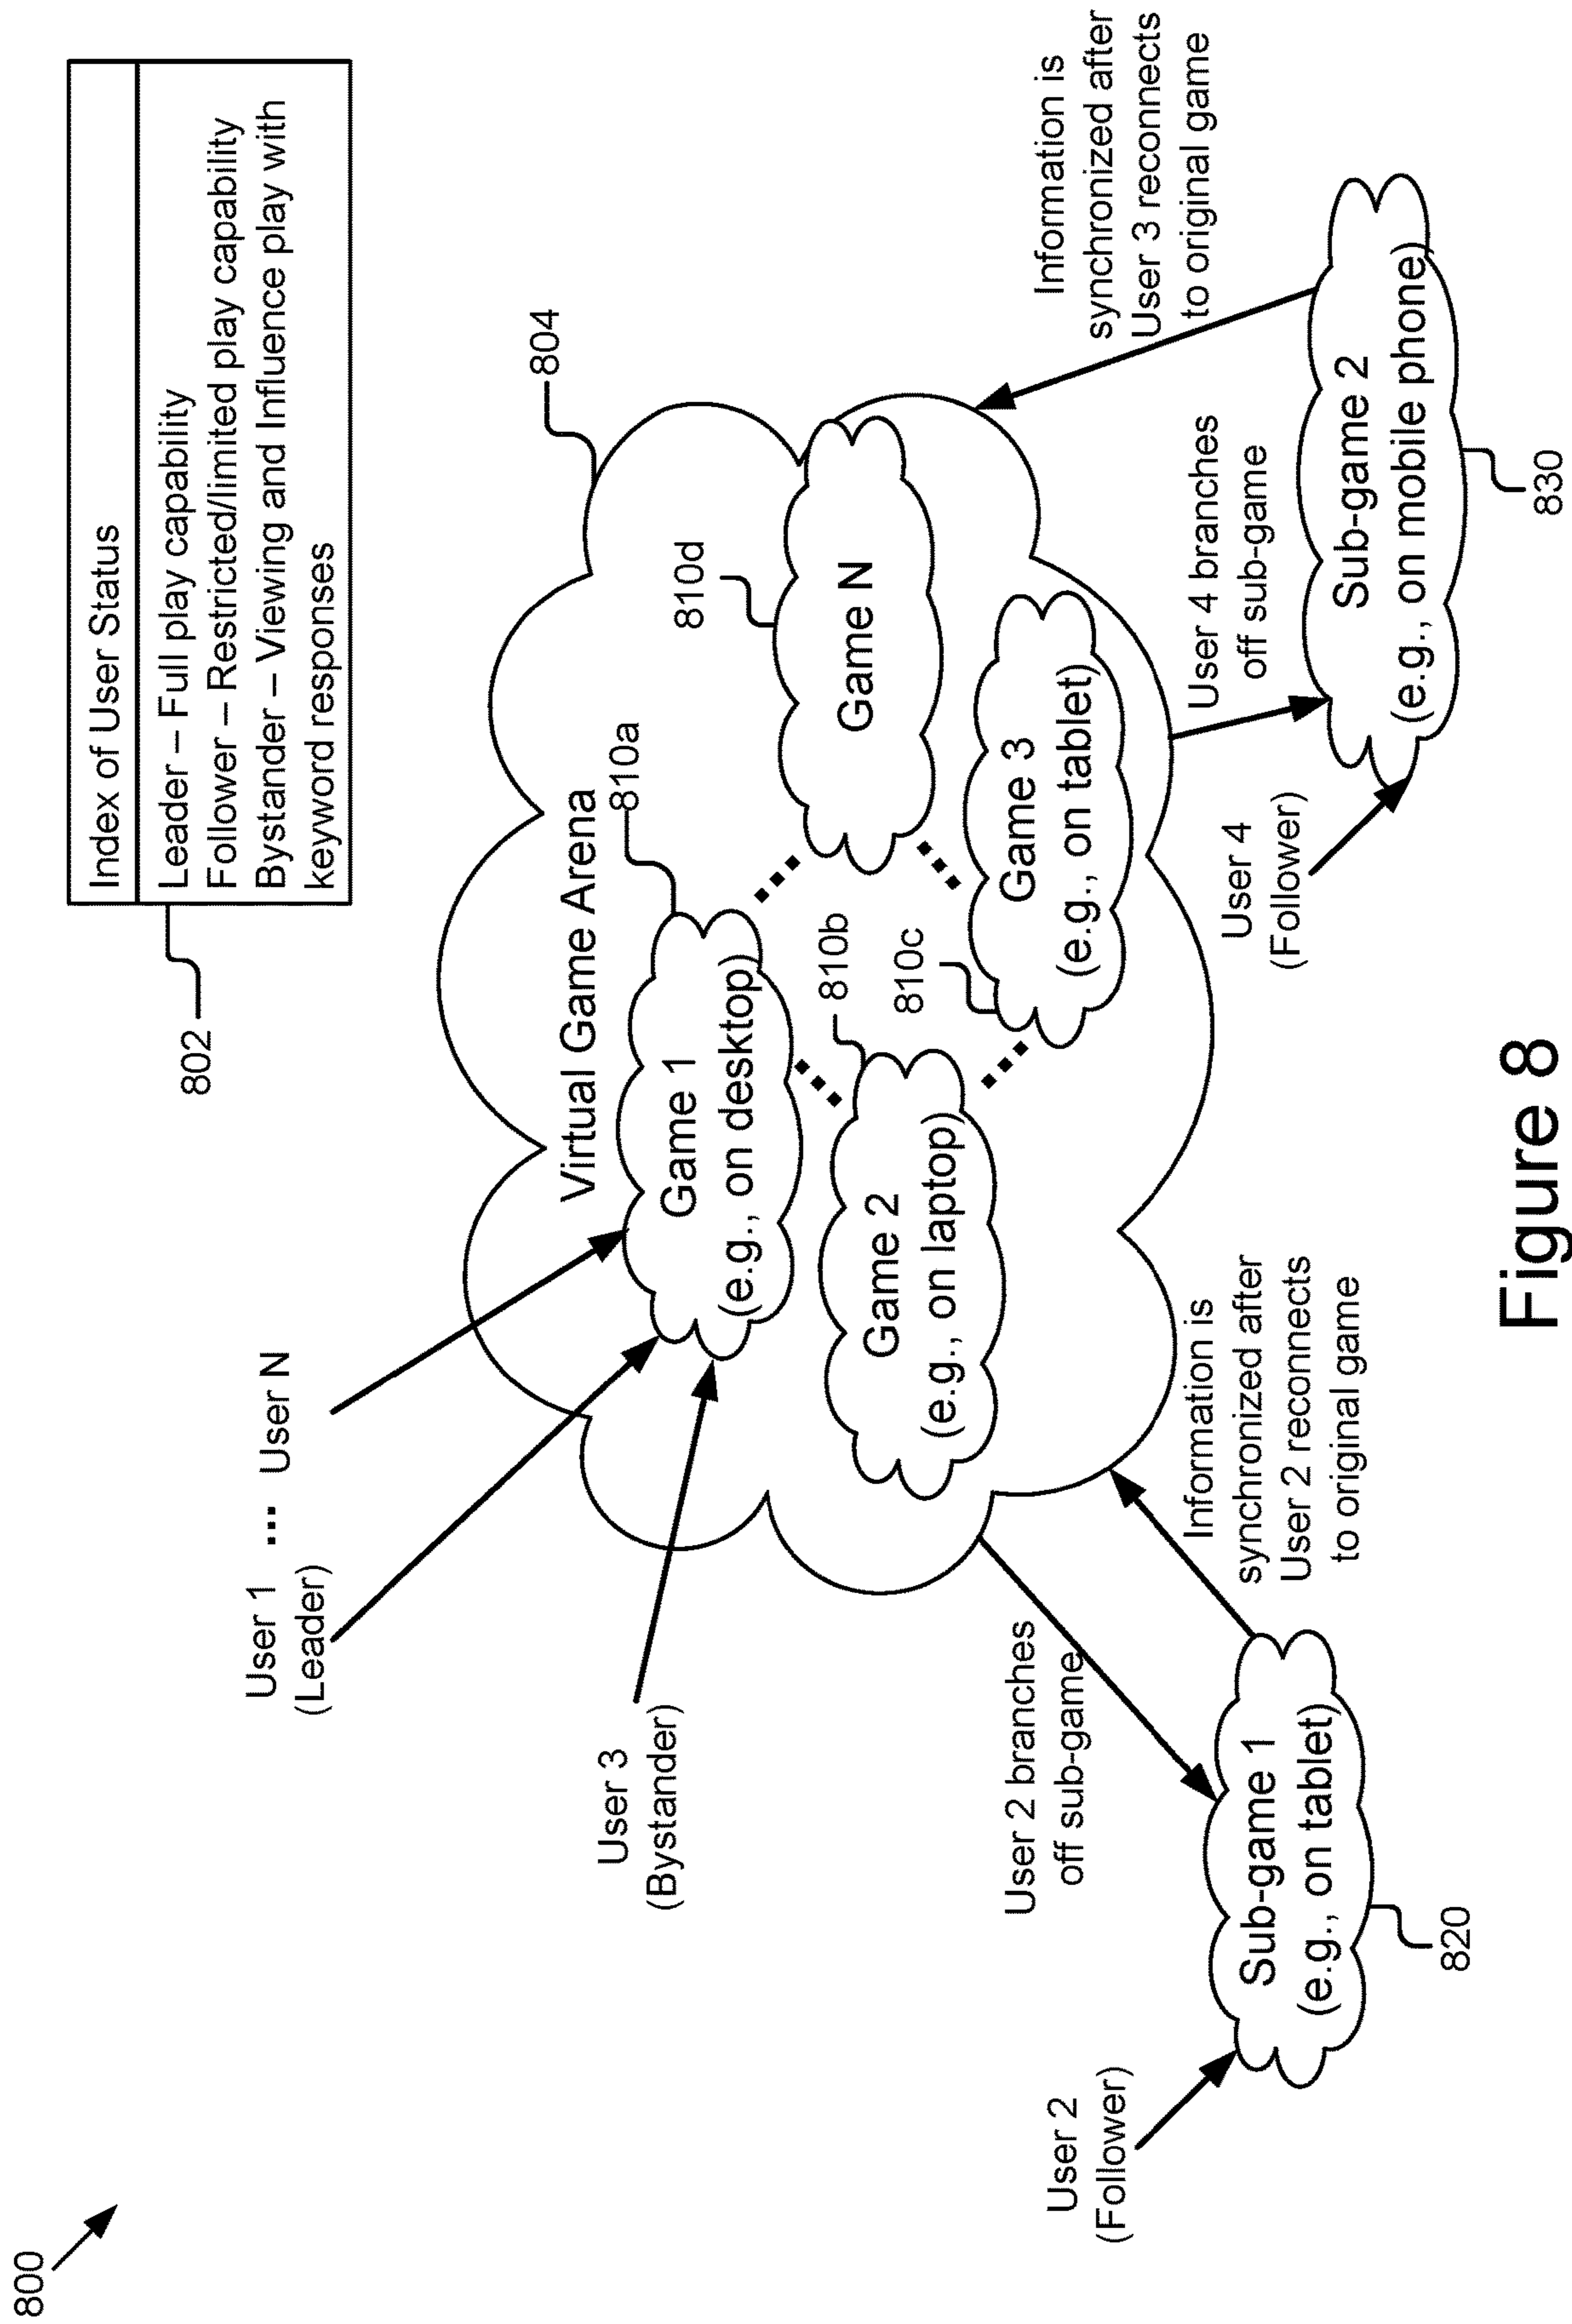 800
802
Index of User Status
Leader – Full play capability
Follower – Restricted/limited play capability
Bystander – Viewing and Influence play with
keyword responses
User 1 ... User N
(Leader)
User 3
(Bystander)
804
Virtual Game Arena
810a
Game 1
(e.g., on desktop)
810d
Game N
810b
Game 2
(e.g., on laptop)
810c
Game 3
(e.g., on tablet)
User 2 branches
off sub-game
Information is
synchronized after
User 2 reconnects
to original game
User 2
(Follower)
Sub-game 1
(e.g., on tablet)
820
User 4
(Follower)
User 4 branches
off sub-game
Information is
synchronized after
User 3 reconnects
to original game
Sub-game 2
(e.g., on mobile phone)
830
Figure 8